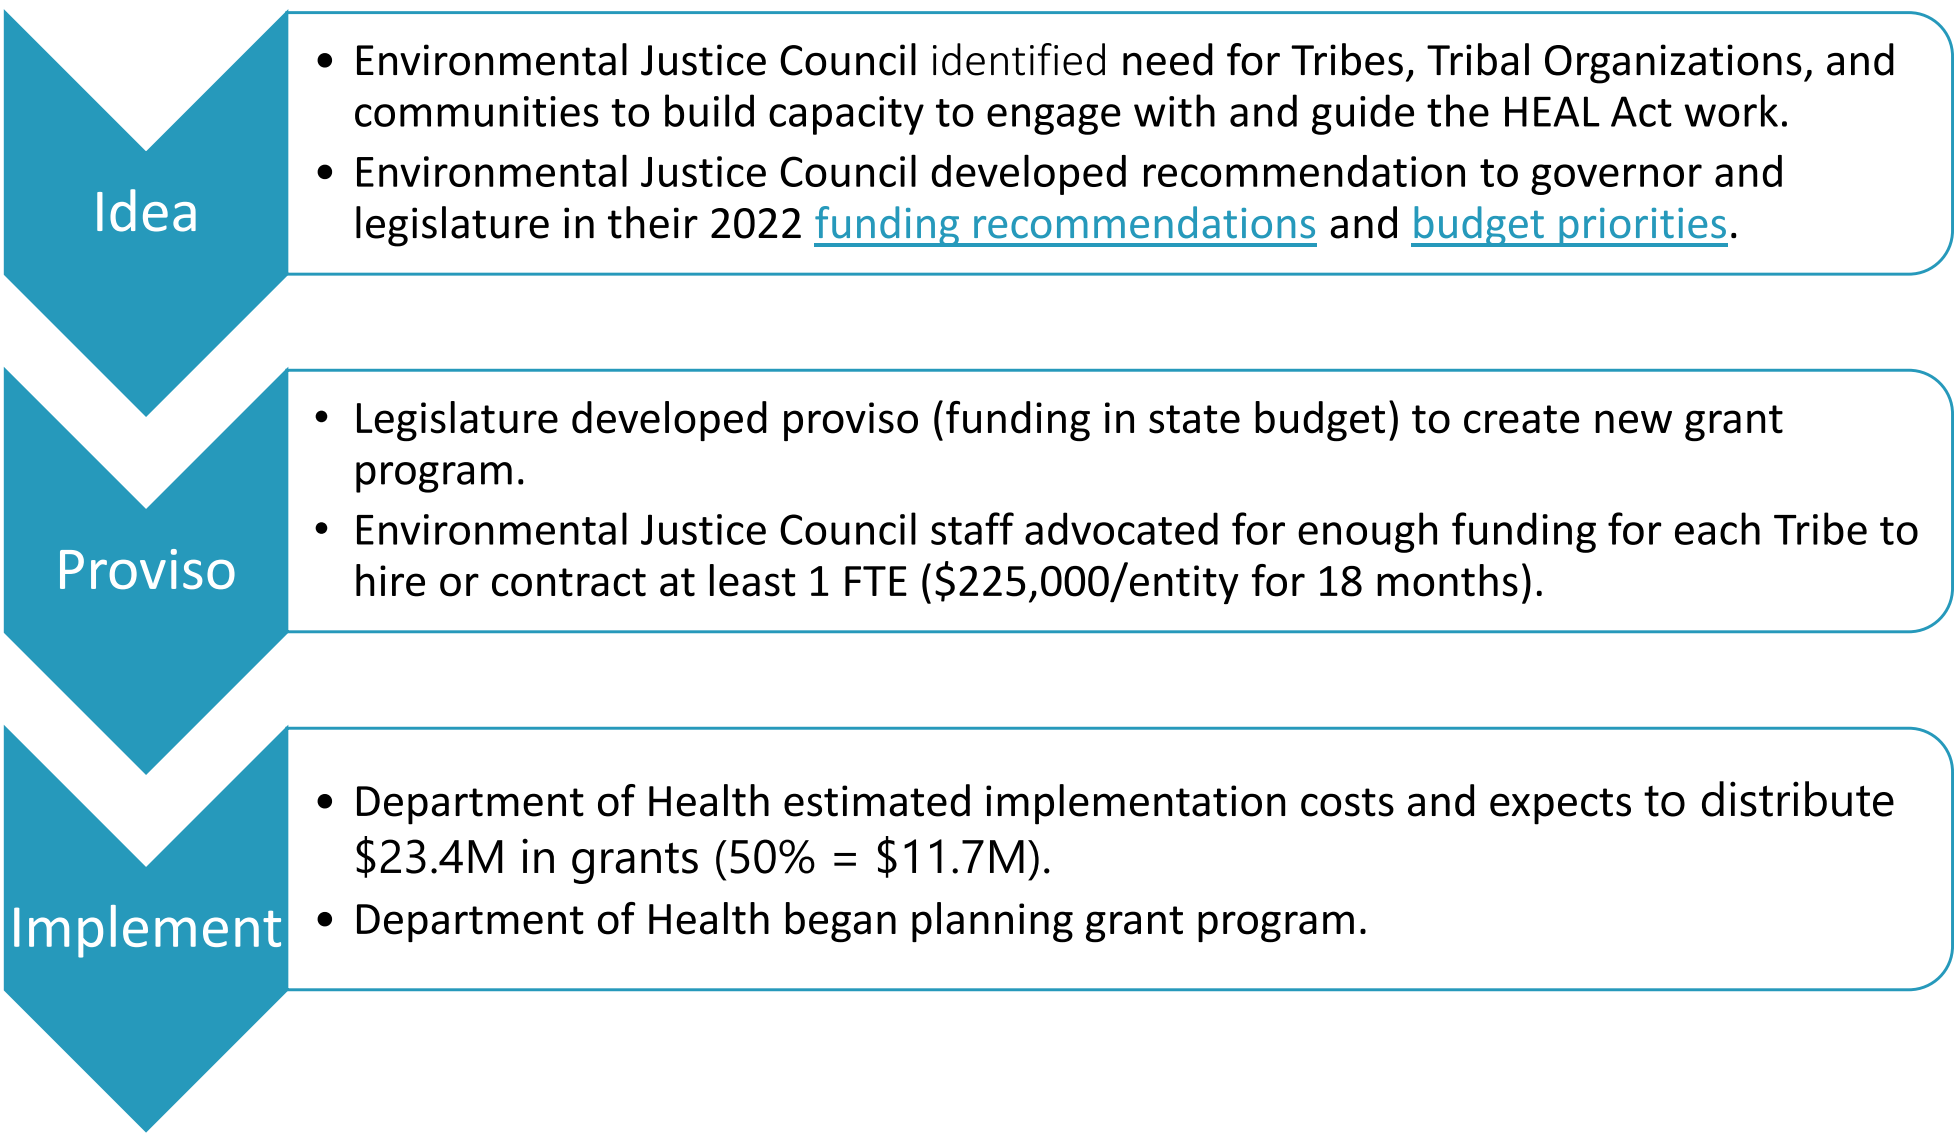 Idea
• Environmental Justice Council identified need for Tribes, Tribal Organizations, and
communities to build capacity to engage with and guide the HEAL Act work.
• Environmental Justice Council developed recommendation to governor and
legislature in their 2022 funding recommendations and budget priorities.
Proviso
• Legislature developed proviso (funding in state budget) to create new grant
program.
• Environmental Justice Council staff advocated for enough funding for each Tribe to
hire or contract at least 1 FTE ($225,000/entity for 18 months).
Implement
• Department of Health estimated implementation costs and expects to distribute
$23.4M in grants (50% = $11.7M).
• Department of Health began planning grant program.